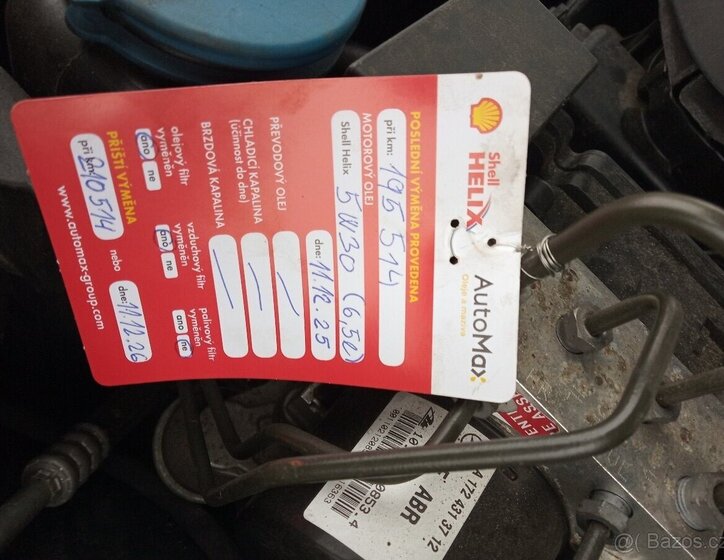 Shell
HELIX
AutoMax
Oleje a maziva
POSLEDNÍ VÝMĚNA PROVEDENA
při km: 195 514
MOTOROVÝ OLEJ
Shell Helix 5W30 (6,5l)
dne: 11.12.25
PŘEVODOVÝ OLEJ
CHLADICÍ KAPALINA
(účinnost do dne)
BRZDOVÁ KAPALINA
olejový filtr
vyměněn
ano / ne
vzduchový filtr
vyměněn
ano / ne
palivový filtr
vyměněn
ano / ne
PŘÍŠTÍ VÝMĚNA
při km: 210 514 nebo dne: 11.12.26
www.automax-group.com
A 172 431 37 12
ABR
@( Bazos.cz